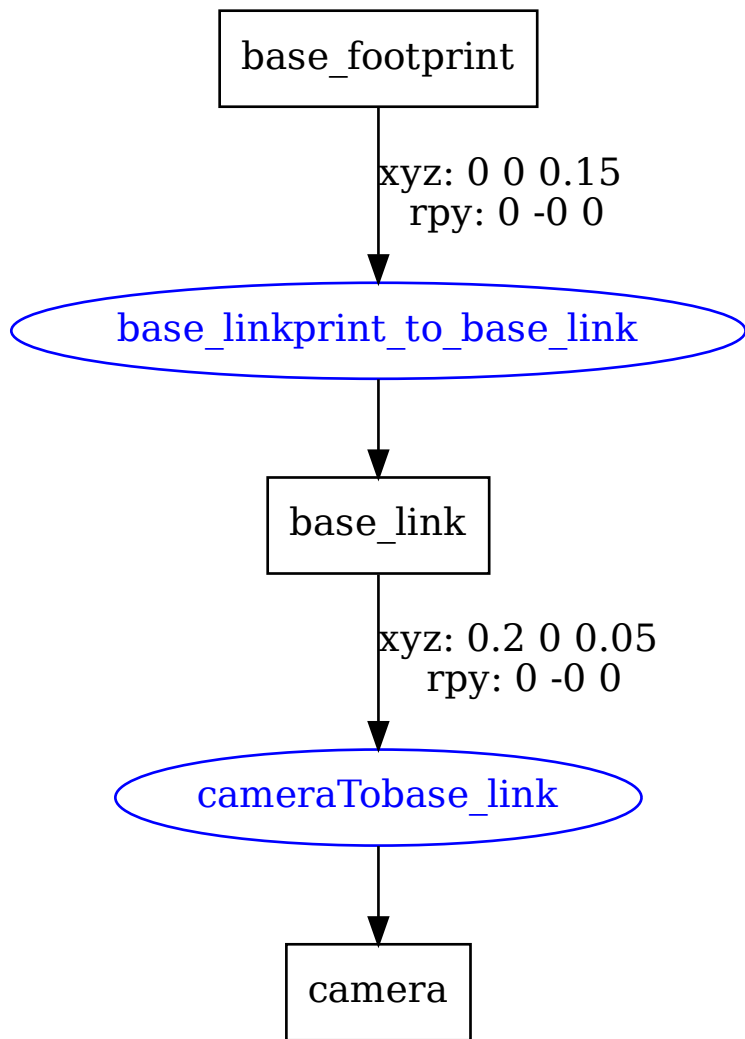 base_footprint
xyz: 0 0 0.15
rpy: 0 -0 0
base_linkprint_to_base_link
base_link
xyz: 0.2 0 0.05
rpy: 0 -0 0
cameraTobase_link
camera